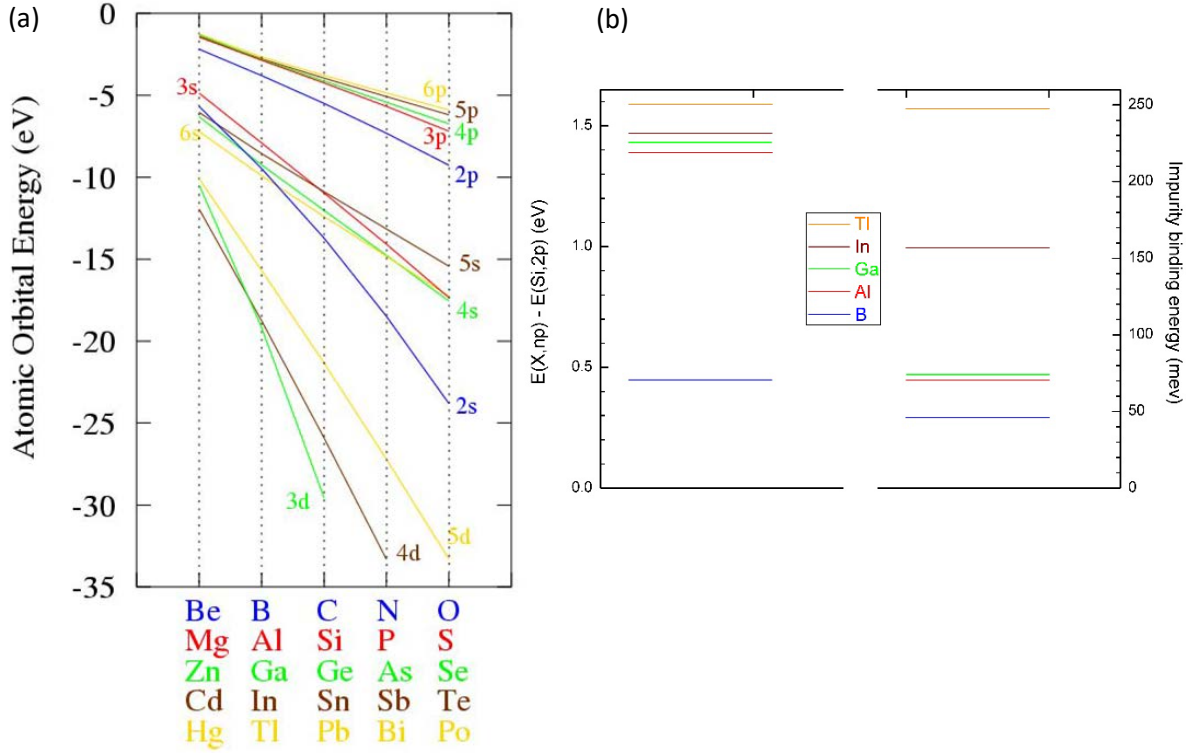 (a)
Atomic Orbital Energy (eV)
0
-5
-10
-15
-20
-25
-30
-35
3s
6s
6p
5p
4p
3p
2p
5s
4s
2s
3d
4d
5d
Be B C N O
Mg Al Si P S
Zn Ga Ge As Se
Cd In Sn Sb Te
Hg Tl Pb Bi Po
(b)
E(X,np) - E(Si,2p) (eV)
1.5
1.0
0.5
0.0
Tl
In
Ga
Al
B
250
200
150
100
50
0
Impurity binding energy (mev)